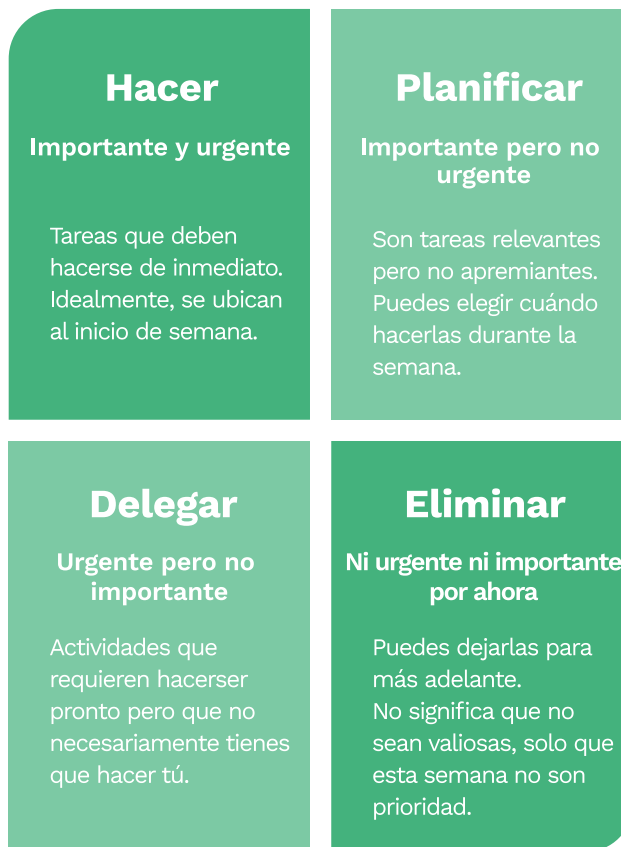 Hacer
Importante y urgente
Tareas que deben
hacerse de inmediato.
Idealmente, se ubican
al inicio de semana.
Planificar
Importante pero no
urgente
Son tareas relevantes
pero no apremiantes.
Puedes elegir cuándo
hacerlas durante la
semana.
Delegar
Urgente pero no
importante
Actividades que
requieren hacerser
pronto pero que no
necesariamente tienes
que hacer tú.
Eliminar
Ni urgente ni importante
por ahora
Puedes dejarlas para
más adelante.
No significa que no
sean valiosas, solo que
esta semana no son
prioridad.